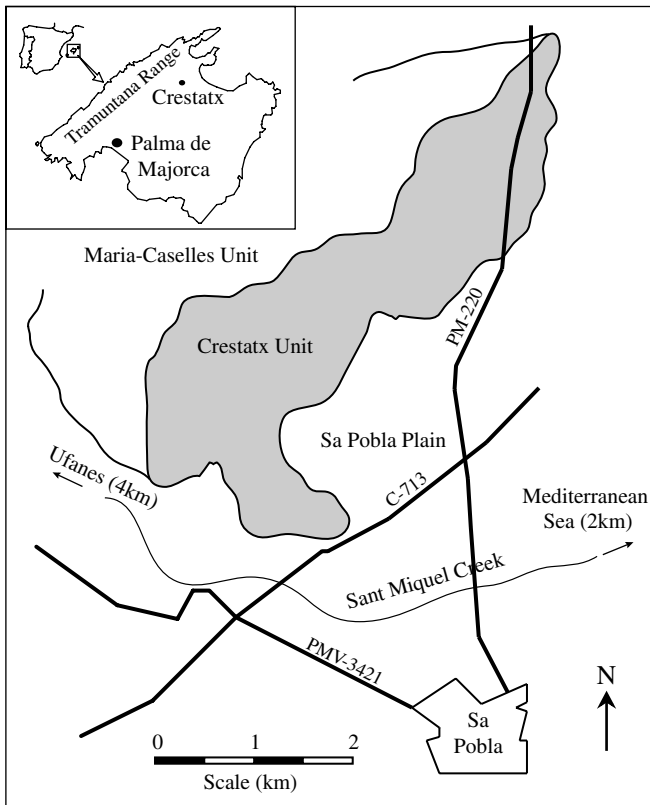 Tramuntana Range
Crestatx
Palma de
Majorca
Maria-Caselles Unit
PM-220
Crestatx Unit
Sa Pobla Plain
Ufanes (4km)
C-713
Mediterranean
Sea (2km)
Sant Miquel Creek
PMV-3421
N
Sa
Pobla
0 1 2
Scale (km)